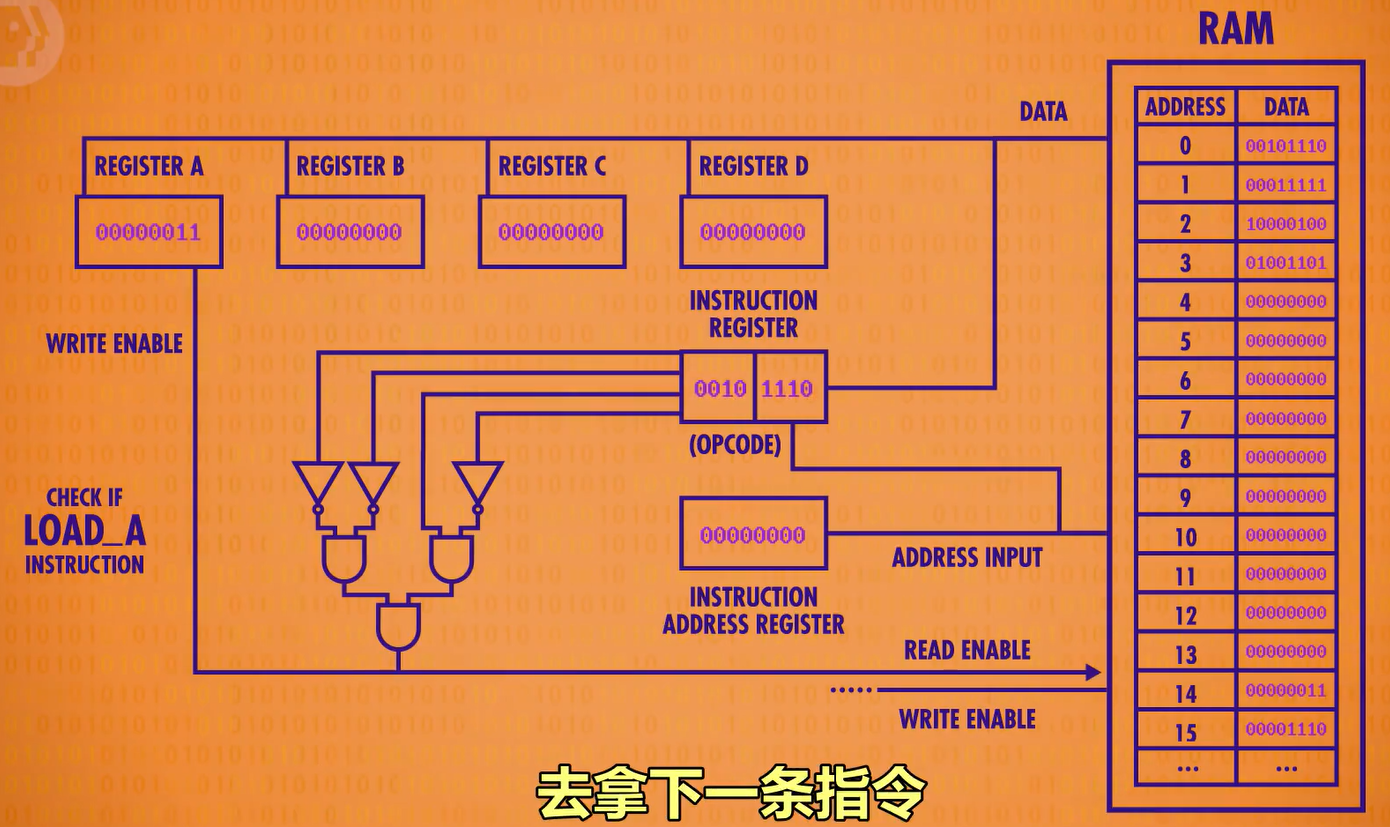 RAM
DATA
ADDRESS DATA
0 00101110
1 00011111
2 10000100
3 01001101
4 00000000
5 00000000
6 00000000
7 00000000
8 00000000
9 00000000
10 00000000
11 00000000
12 00000000
13 00000000
14 00000011
15 00001110
... ...
REGISTER A
00000011
REGISTER B
00000000
REGISTER C
00000000
REGISTER D
00000000
WRITE ENABLE
INSTRUCTION
REGISTER
0010 1110
(OPCODE)
CHECK IF
LOAD_A
INSTRUCTION
00000000
ADDRESS INPUT
INSTRUCTION
ADDRESS REGISTER
READ ENABLE
WRITE ENABLE
去拿下一条指令